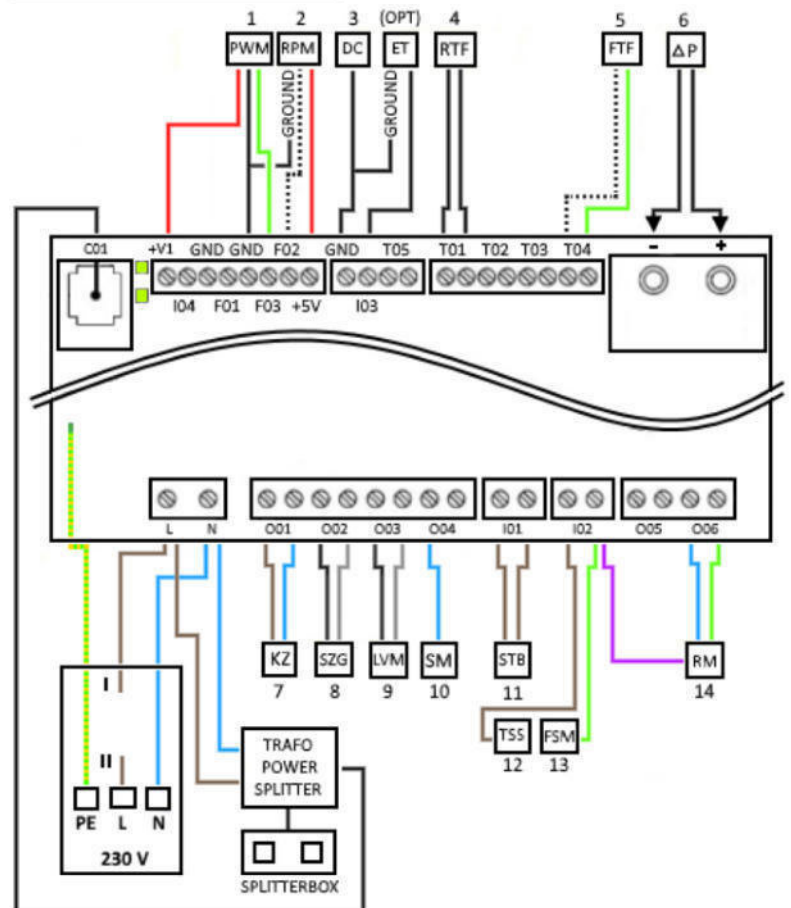 1 2 3 (OPT) 4 5 6
PWM RPM DC ET RTF FTF ΔP
GROUND GROUND
C01 +V1 GND GND F02 GND T05 T01 T02 T03 T04 - +
I04 F01 F03 +5V I03
L N O01 O02 O03 O04 I01 I02 O05 O06
KZ SZG LVM SM STB RM
7 8 9 10 11 14
I
TSS FSM
12 13
II
TRAFO
POWER
SPLITTER
PE L N
230 V
SPLITTERBOX